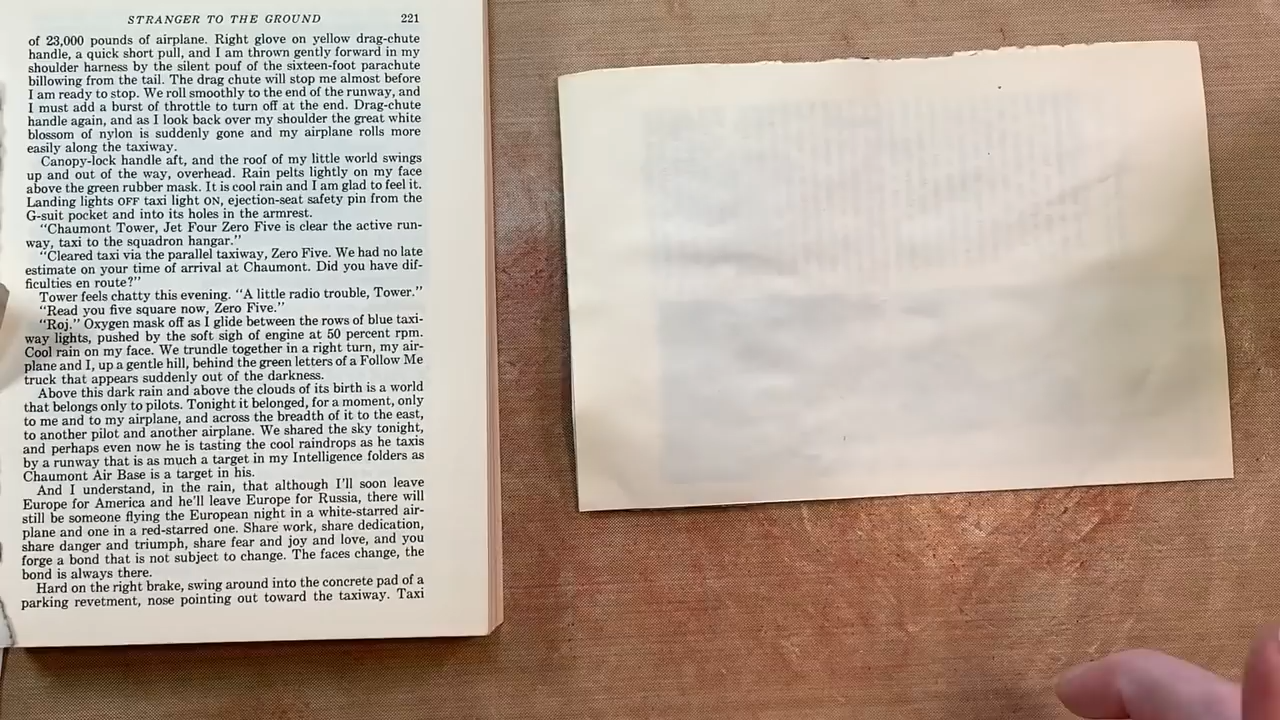 STRANGER TO THE GROUND 221
of 23,000 pounds of airplane. Right glove on yellow drag-chute
handle, a quick short pull, and I am thrown gently forward in my
shoulder harness by the silent pouf of the sixteen-foot parachute
billowing from the tail. The drag chute will stop me almost before
I am ready to stop. We roll smoothly to the end of the runway, and
I must add a burst of throttle to turn off at the end. Drag-chute
handle again, and as I look back over my shoulder the great white
blossom of nylon is suddenly gone and my airplane rolls more
easily along the taxiway.
Canopy-lock handle aft, and the roof of my little world swings
up and out of the way, overhead. Rain pelts lightly on my face
above the green rubber mask. It is cool rain and I am glad to feel it.
Landing lights OFF taxi light ON, ejection-seat safety pin from the
G-suit pocket and into its holes in the armrest.
"Chaumont Tower, Jet Four Zero Five is clear the active run-
way, taxi to the squadron hangar."
"Cleared taxi via the parallel taxiway, Zero Five. We had no late
estimate on your time of arrival at Chaumont. Did you have dif-
ficulties en route?"
Tower feels chatty this evening. "A little radio trouble, Tower."
"Read you five square now, Zero Five."
"Roj." Oxygen mask off as I glide between the rows of blue taxi-
way lights, pushed by the soft sigh of engine at 50 percent rpm.
Cool rain on my face. We trundle together in a right turn, my air-
plane and I, up a gentle hill, behind the green letters of a Follow Me
truck that appears suddenly out of the darkness.
Above this dark rain and above the clouds of its birth is a world
that belongs only to pilots. Tonight it belonged, for a moment, only
to me and to my airplane, and across the breadth of it to the east,
to another pilot and another airplane. We shared the sky tonight,
and perhaps even now he is tasting the cool raindrops as he taxis
by a runway that is as much a target in my Intelligence folders as
Chaumont Air Base is a target in his.
And I understand, in the rain, that although I'll soon leave
Europe for America and he'll leave Europe for Russia, there will
still be someone flying the European night in a white-starred air-
plane and one in a red-starred one. Share work, share dedication,
share danger and triumph, share fear and joy and love, and you
forge a bond that is not subject to change. The faces change, the
bond is always there.
Hard on the right brake, swing around into the concrete pad of a
parking revetment, nose pointing out toward the taxiway. Taxi